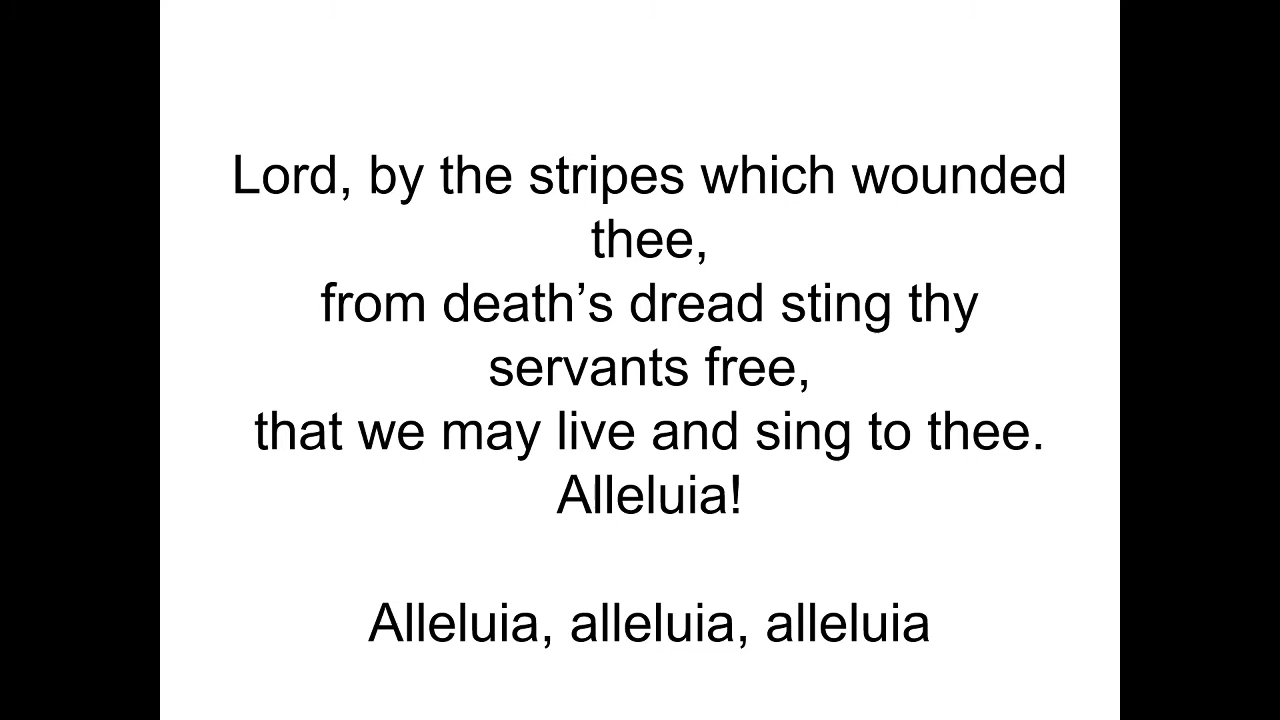 Lord, by the stripes which wounded
thee,
from death’s dread sting thy
servants free,
that we may live and sing to thee.
Alleluia!
Alleluia, alleluia, alleluia